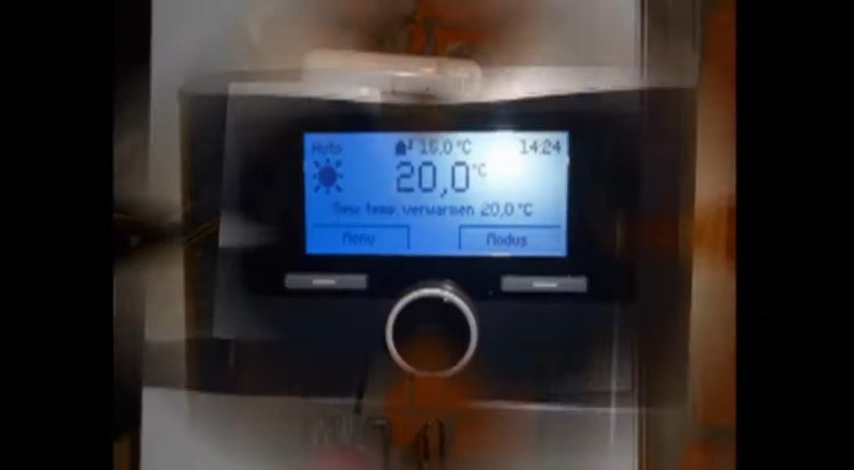 Auto 15,0 °C 14:24
20,0 °C
Gew. temp. verwarmen 20,0 °C
Menu Modus